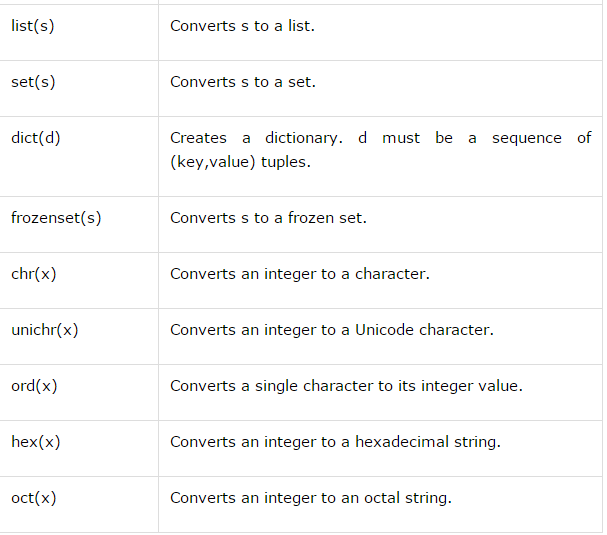 list(s) Converts s to a list.
set(s) Converts s to a set.
dict(d) Creates a dictionary. d must be a sequence of
(key,value) tuples.
frozenset(s) Converts s to a frozen set.
chr(x) Converts an integer to a character.
unichr(x) Converts an integer to a Unicode character.
ord(x) Converts a single character to its integer value.
hex(x) Converts an integer to a hexadecimal string.
oct(x) Converts an integer to an octal string.